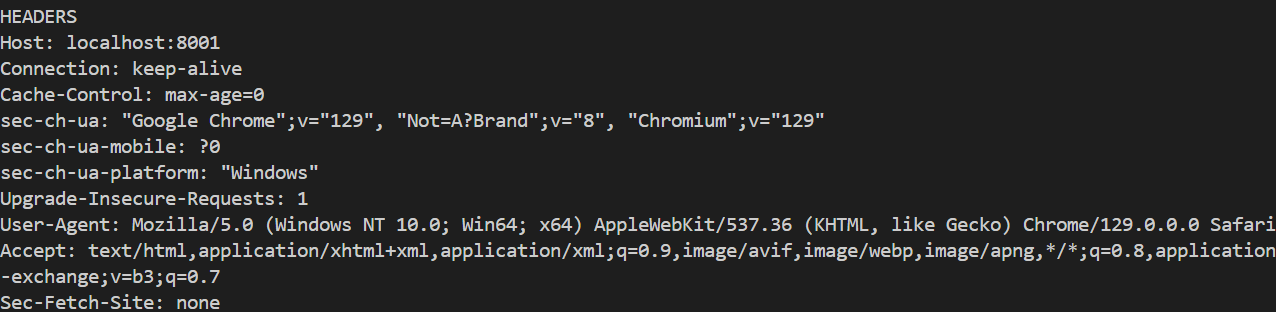 HEADERS
Host: localhost:8001
Connection: keep-alive
Cache-Control: max-age=0
sec-ch-ua: "Google Chrome";v="129", "Not=A?Brand";v="8", "Chromium";v="129"
sec-ch-ua-mobile: ?0
sec-ch-ua-platform: "Windows"
Upgrade-Insecure-Requests: 1
User-Agent: Mozilla/5.0 (Windows NT 10.0; Win64; x64) AppleWebKit/537.36 (KHTML, like Gecko) Chrome/129.0.0.0 Safari
Accept: text/html,application/xhtml+xml,application/xml;q=0.9,image/avif,image/webp,image/apng,*/*;q=0.8,application
-exchange;v=b3;q=0.7
Sec-Fetch-Site: none